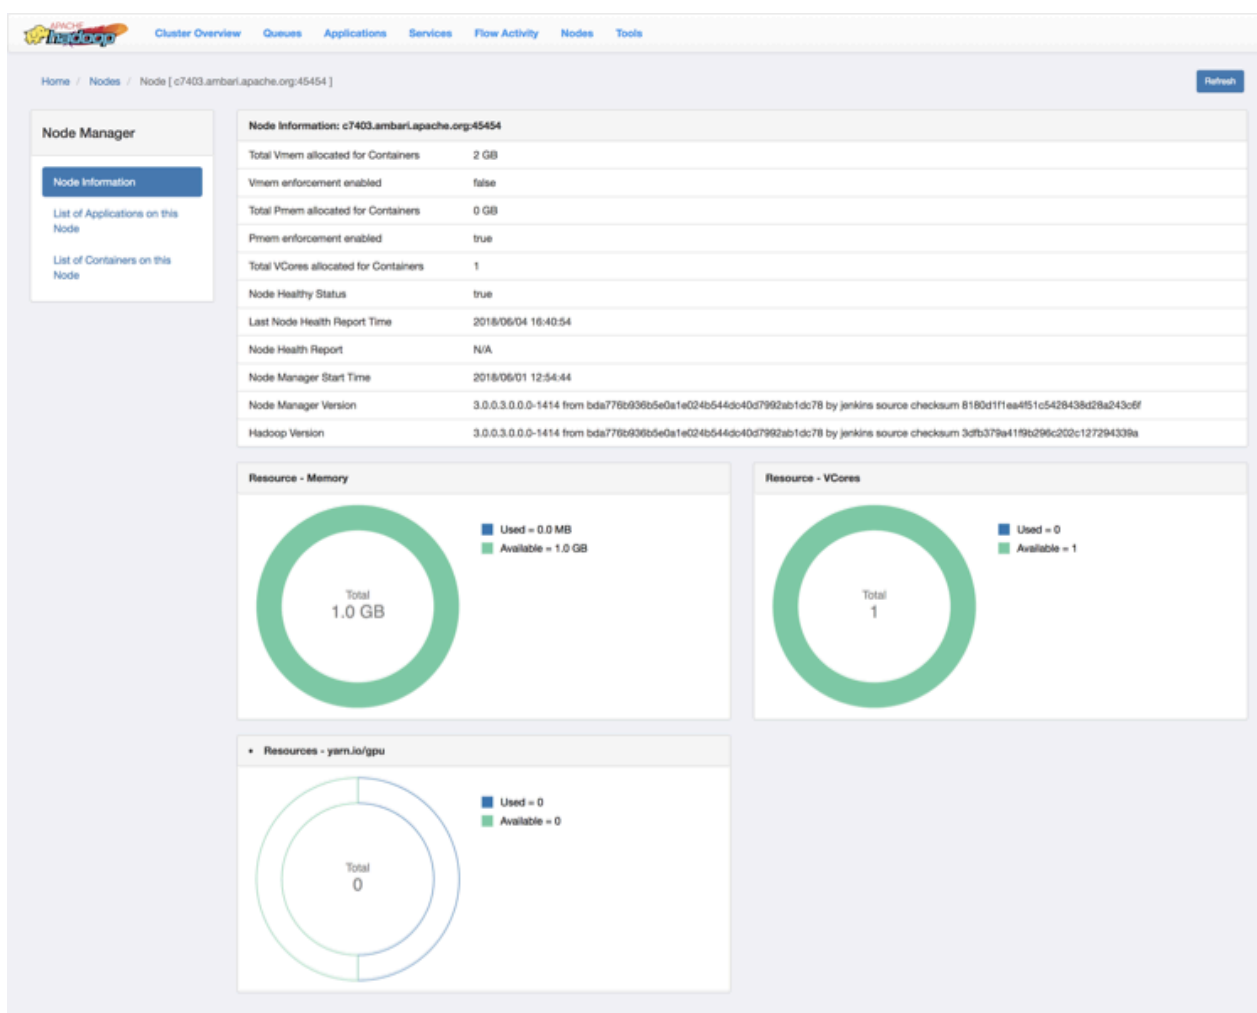 APACHE
hadoop
Cluster Overview Queues Applications Services Flow Activity Nodes Tools
Home / Nodes / Node [ c7403.ambari.apache.org:45454 ]
Refresh
Node Manager
Node Information
List of Applications on this
Node
List of Containers on this
Node
Node Information: c7403.ambari.apache.org:45454
Total Vmem allocated for Containers 2 GB
Vmem enforcement enabled false
Total Pmem allocated for Containers 0 GB
Pmem enforcement enabled true
Total VCores allocated for Containers 1
Node Healthy Status true
Last Node Health Report Time 2018/06/04 16:40:54
Node Health Report N/A
Node Manager Start Time 2018/06/01 12:54:44
Node Manager Version 3.0.0.3.0.0.0-1414 from bda776b936b5e0a1e024b544dc40d7992ab1dc78 by jenkins source checksum 8180d1f1ea4f51c5428438d28a243c6f
Hadoop Version 3.0.0.3.0.0.0-1414 from bda776b936b5e0a1e024b544dc40d7992ab1dc78 by jenkins source checksum 3dfb379a41f9b296c202c127294339a
Resource - Memory
Used = 0.0 MB
Available = 1.0 GB
Total
1.0 GB
Resource - VCores
Used = 0
Available = 1
Total
1
• Resources - yarn.io/gpu
Used = 0
Available = 0
Total
0